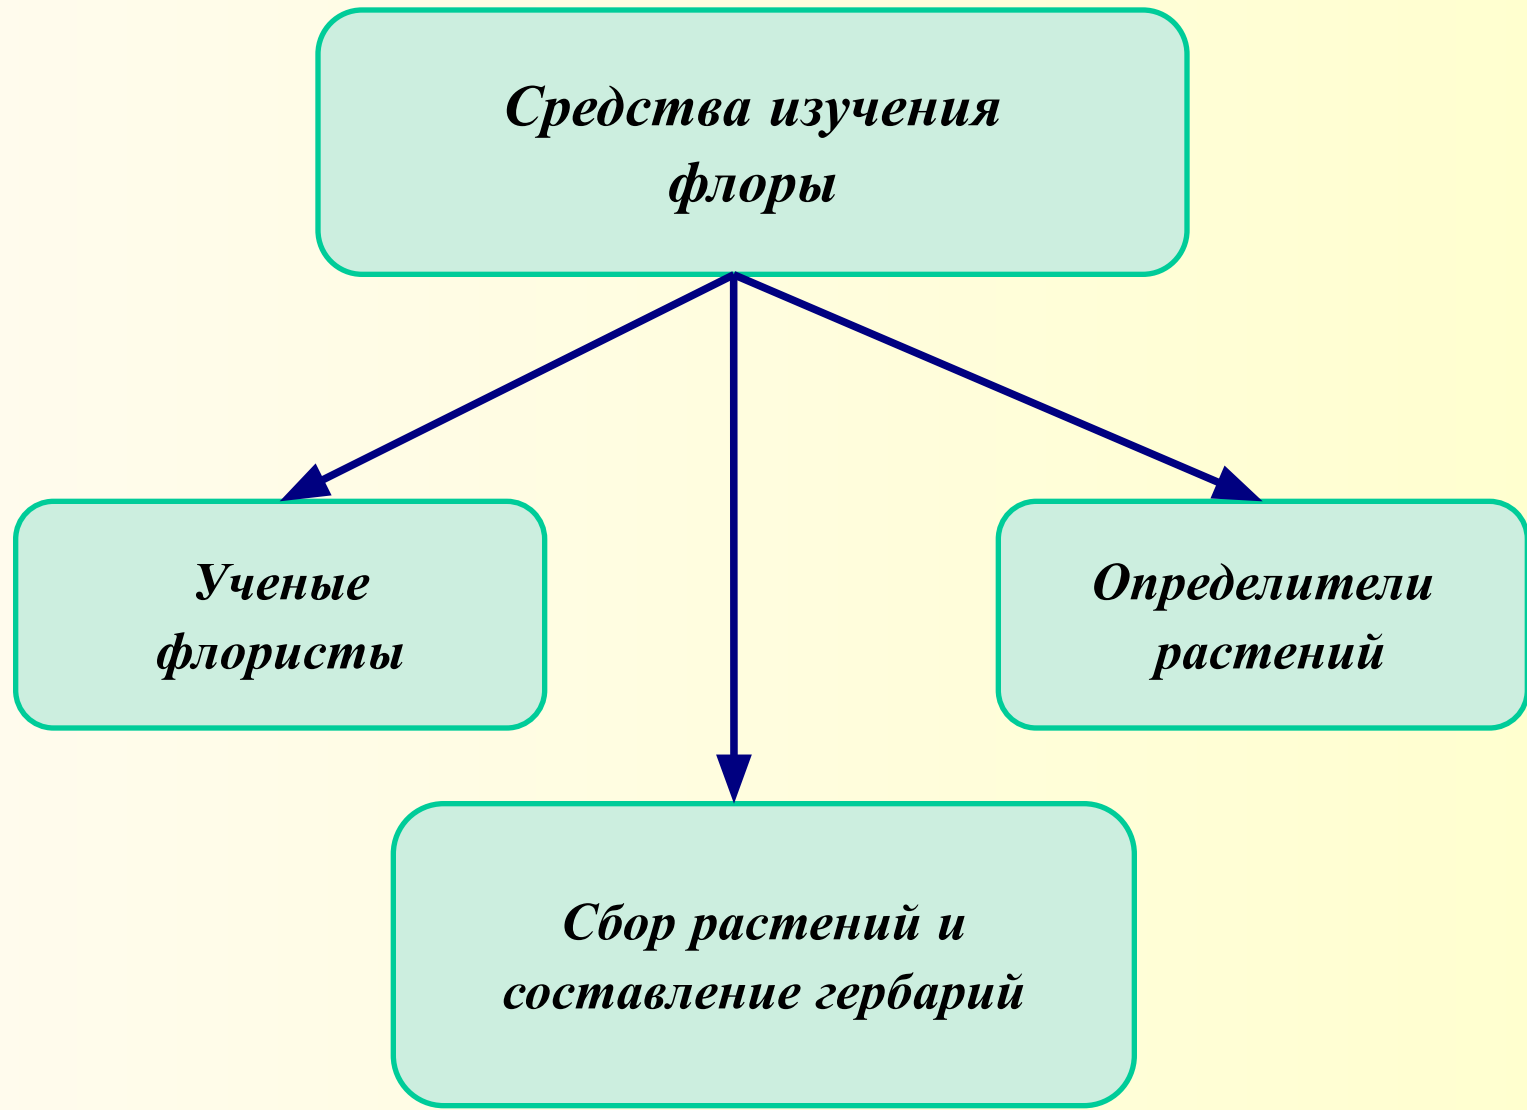 Средства изучения
флоры
Ученые
флористы
Определители
растений
Сбор растений и
составление гербарий